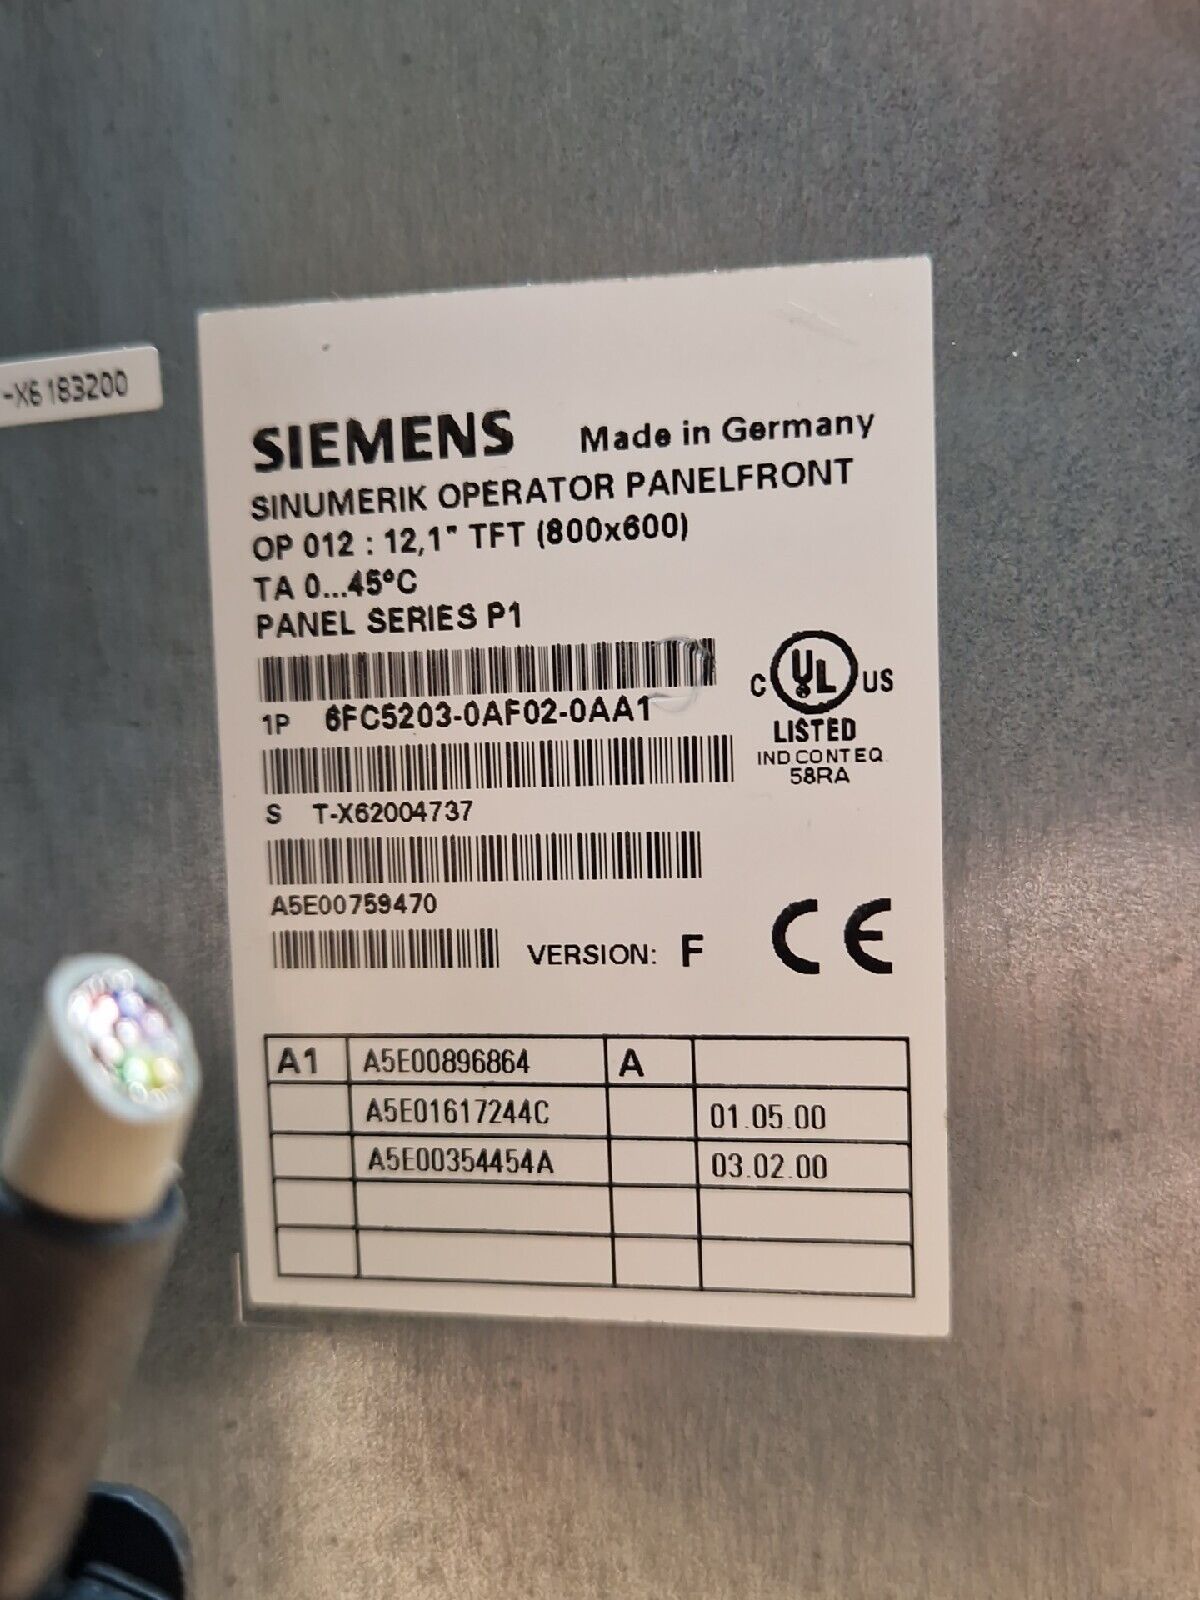 -X6183200
SIEMENS Made in Germany
SINUMERIK OPERATOR PANELFRONT
OP 012 : 12,1" TFT (800x600)
TA 0...45°C
PANEL SERIES P1
1P 6FC5203-0AF02-0AA1
C UL US
LISTED
IND CONT EQ.
58RA
S T-X62004737
A5E00759470
VERSION: F CE
A1 A5E00896864 A
A5E01617244C 01.05.00
A5E00354454A 03.02.00